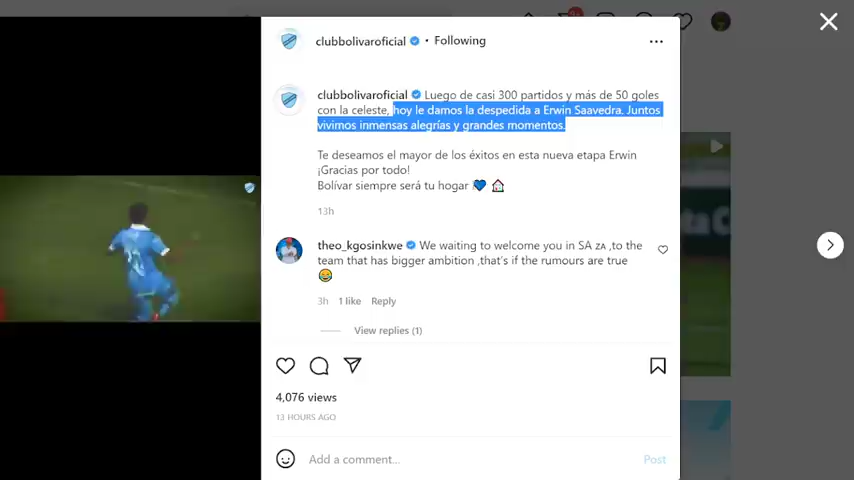 clubbolivaroficial • Following
clubbolivaroficial Luego de casi 300 partidos y más de 50 goles
con la celeste, hoy le damos la despedida a Erwin Saavedra. Juntos
vivimos inmensas alegrías y grandes momentos.
Te deseamos el mayor de los éxitos en esta nueva etapa Erwin
¡Gracias por todo!
Bolívar siempre será tu hogar 💙 🏠
13h
theo_kgosinkwe We waiting to welcome you in SA ZA ,to the
team that has bigger ambition ,that's if the rumours are true
😂
3h 1 like Reply
View replies (1)
4,076 views
13 HOURS AGO
Add a comment... Post